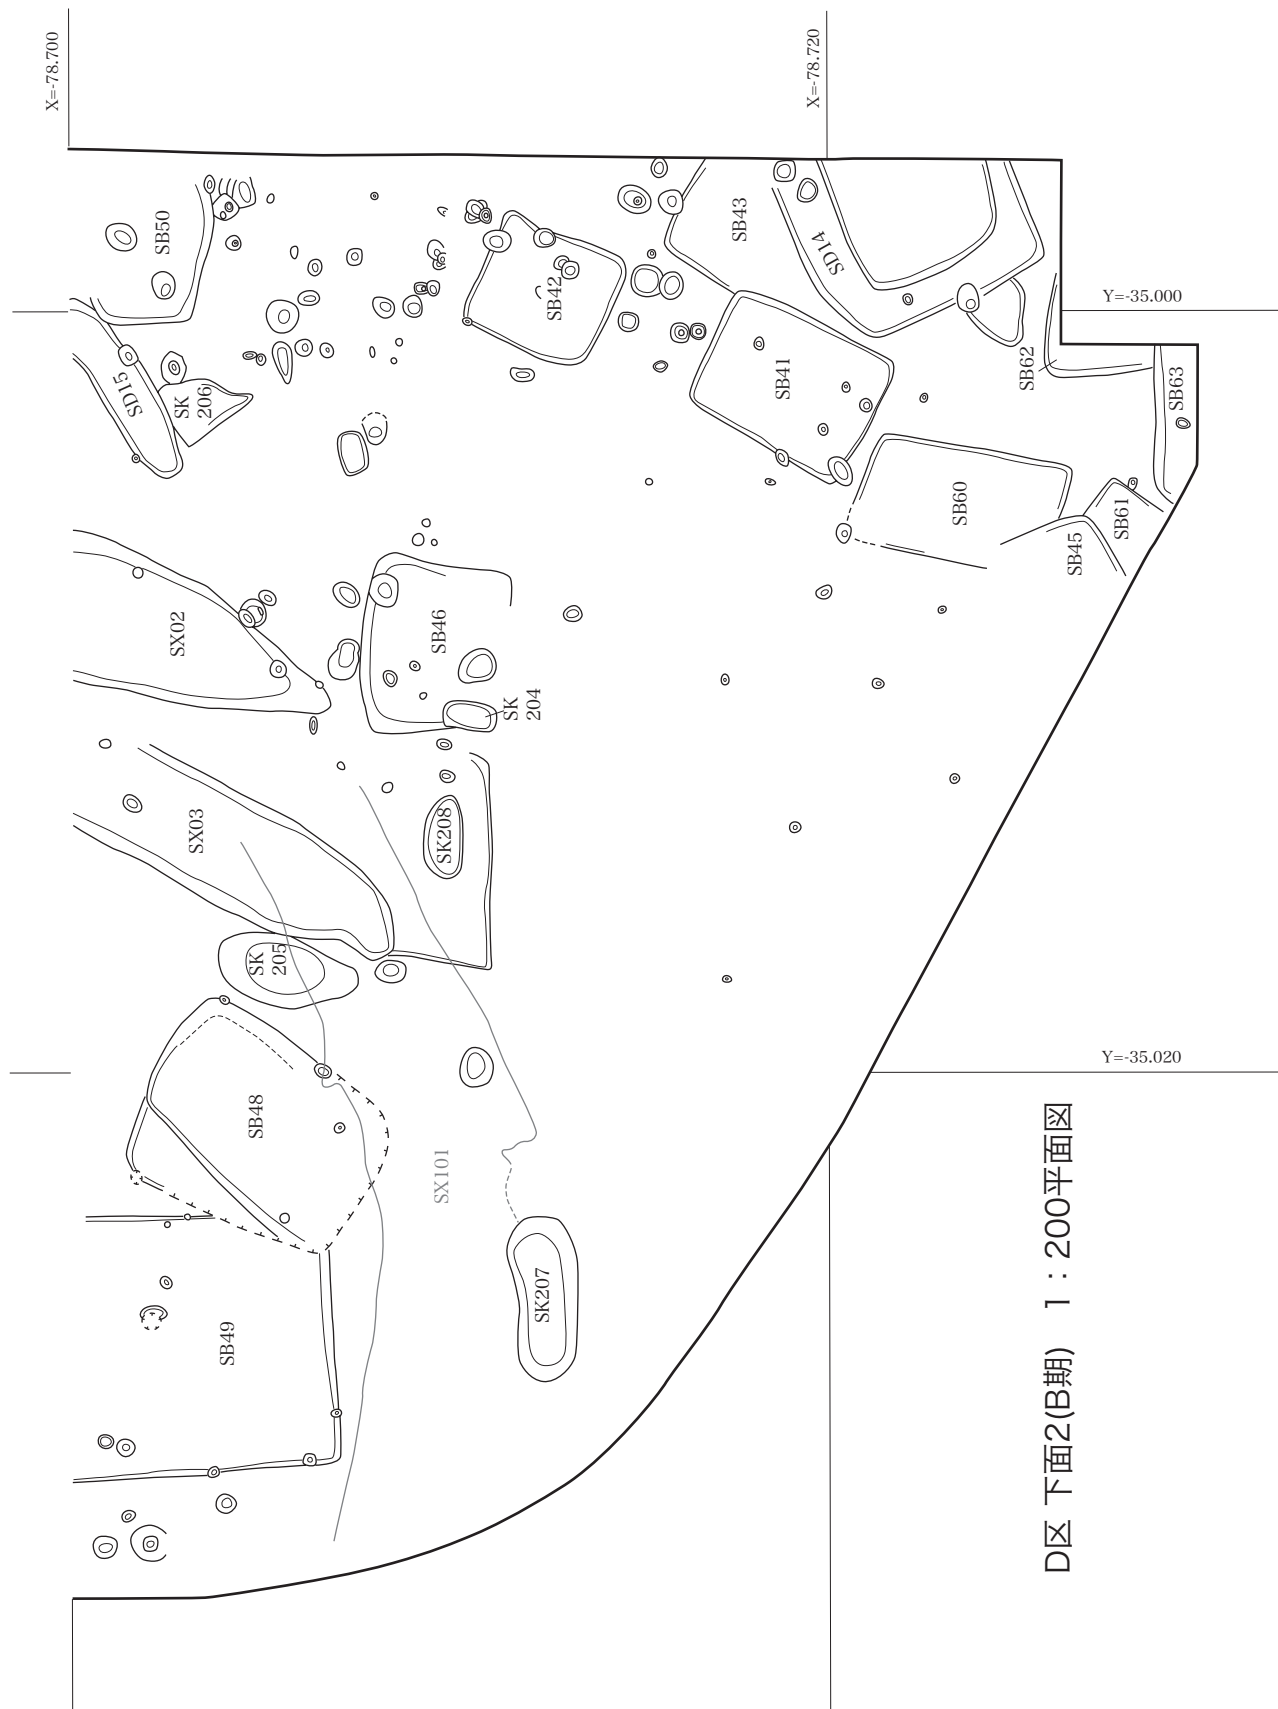 X=-78.700
X=-78.720
Y=-35.000
Y=-35.020
SB50
SB43
SD14
SB42
SB41
SB62
SB63
SD15
SK
206
SB60
SB61
SB45
SX02
SB46
SK
204
SX03
SK208
SK
205
SB48
SX101
SK207
SB49
D区 下面2(B期) 1：200平面図